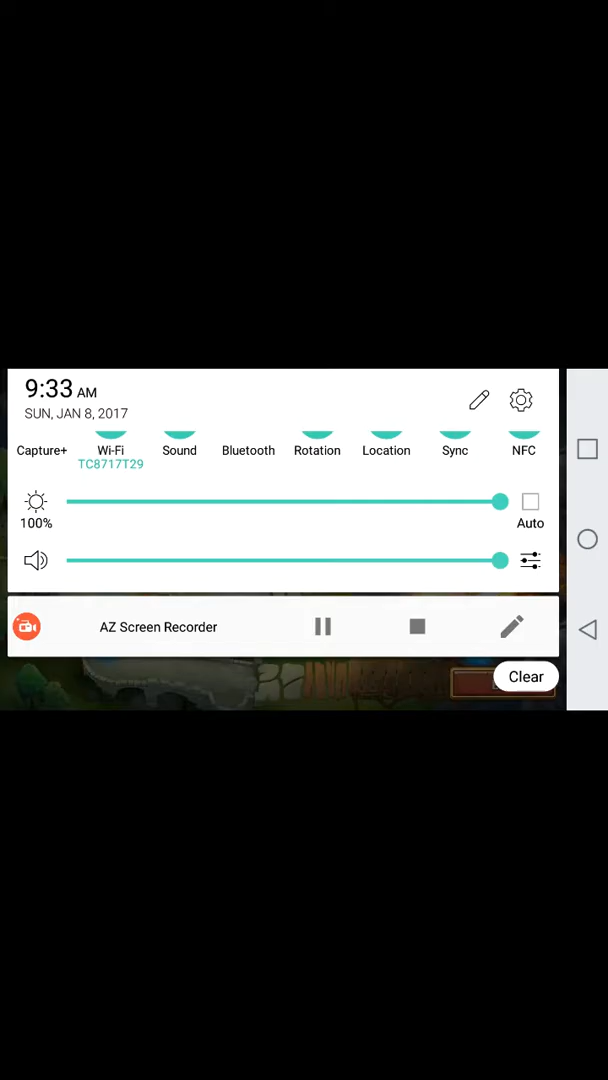 9:33 AM
SUN, JAN 8, 2017
Capture+ Wi-Fi Sound Bluetooth Rotation Location Sync NFC
TC8717T29
100% Auto
AZ Screen Recorder
Clear